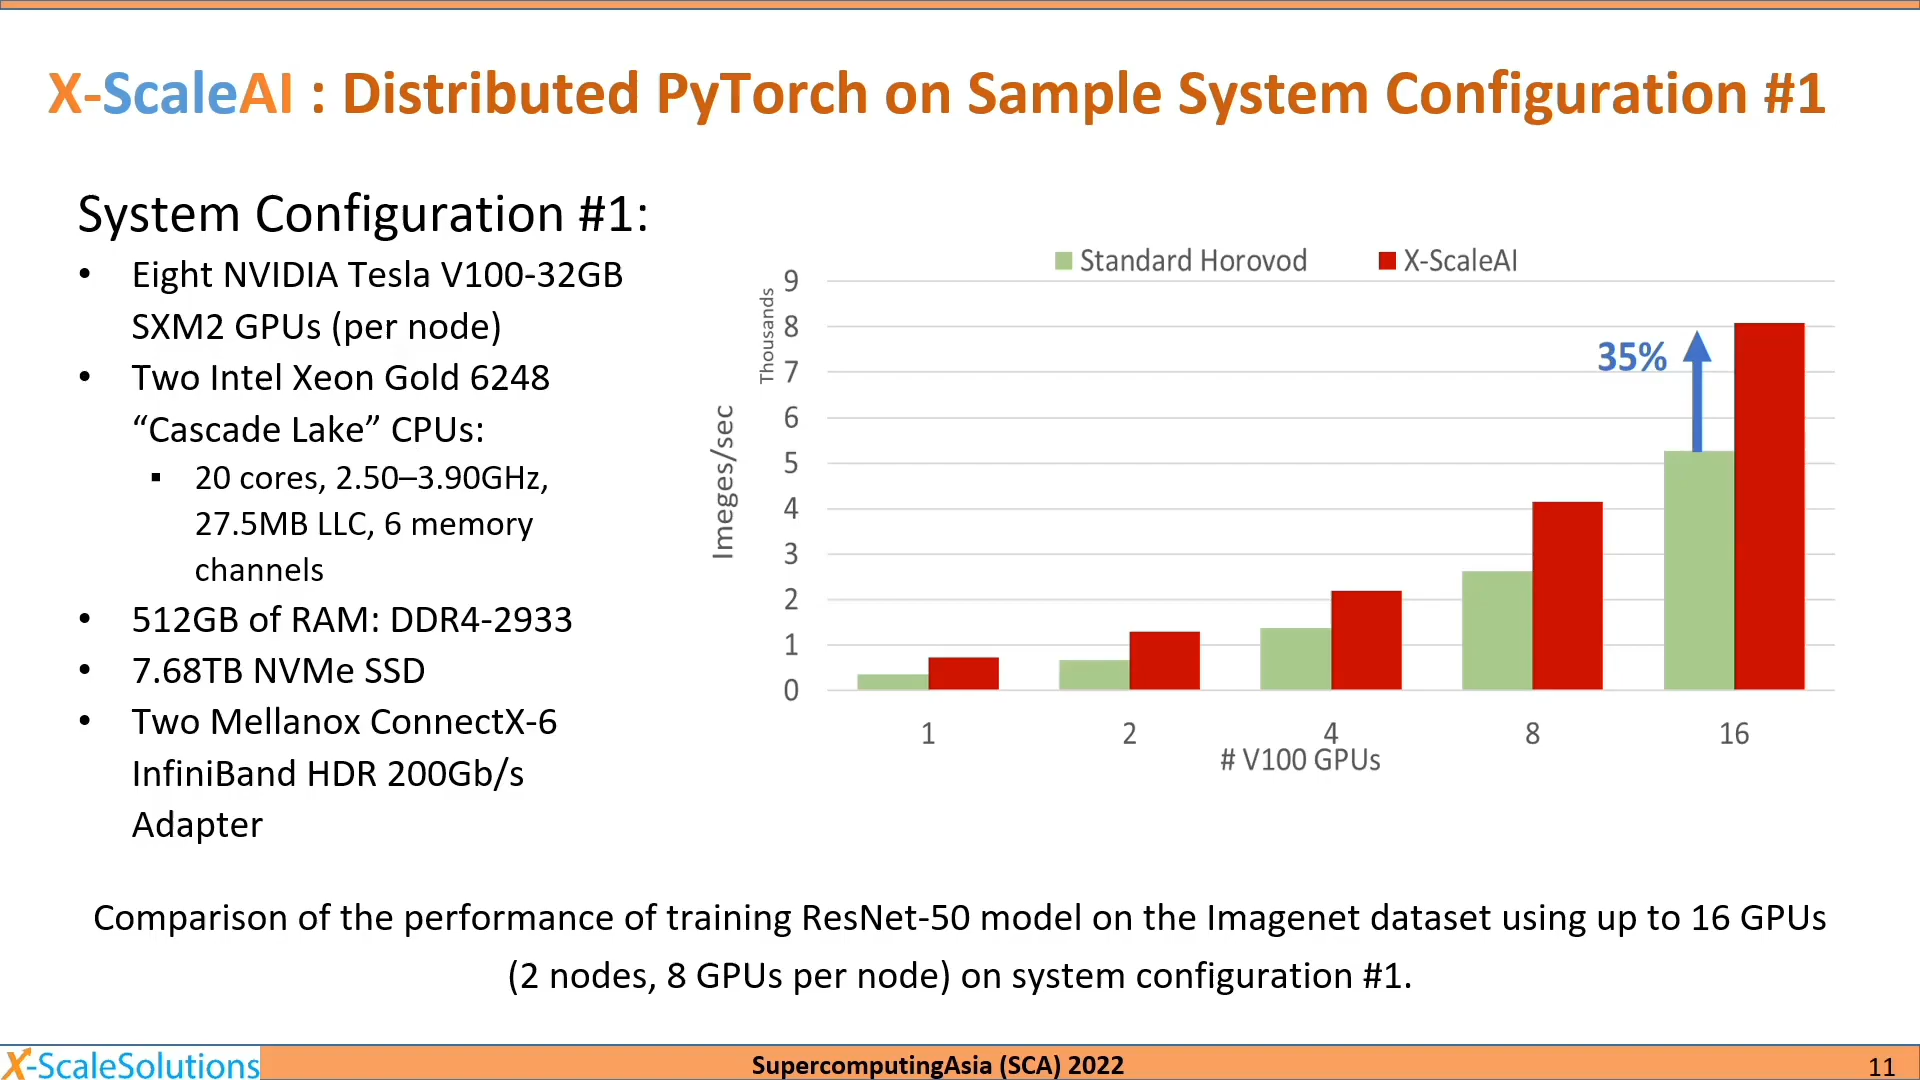 X-ScaleAI : Distributed PyTorch on Sample System Configuration #1
System Configuration #1:
• Eight NVIDIA Tesla V100-32GB
SXM2 GPUs (per node)
• Two Intel Xeon Gold 6248
“Cascade Lake” CPUs:
▪ 20 cores, 2.50–3.90GHz,
27.5MB LLC, 6 memory
channels
• 512GB of RAM: DDR4-2933
• 7.68TB NVMe SSD
• Two Mellanox ConnectX-6
InfiniBand HDR 200Gb/s
Adapter
Standard Horovod X-ScaleAI
Imeges/sec
Thousands
9
8
7
6
5
4
3
2
1
0
35%
1 2 4 8 16
# V100 GPUs
Comparison of the performance of training ResNet-50 model on the Imagenet dataset using up to 16 GPUs
(2 nodes, 8 GPUs per node) on system configuration #1.
X-ScaleSolutions
SupercomputingAsia (SCA) 2022
11